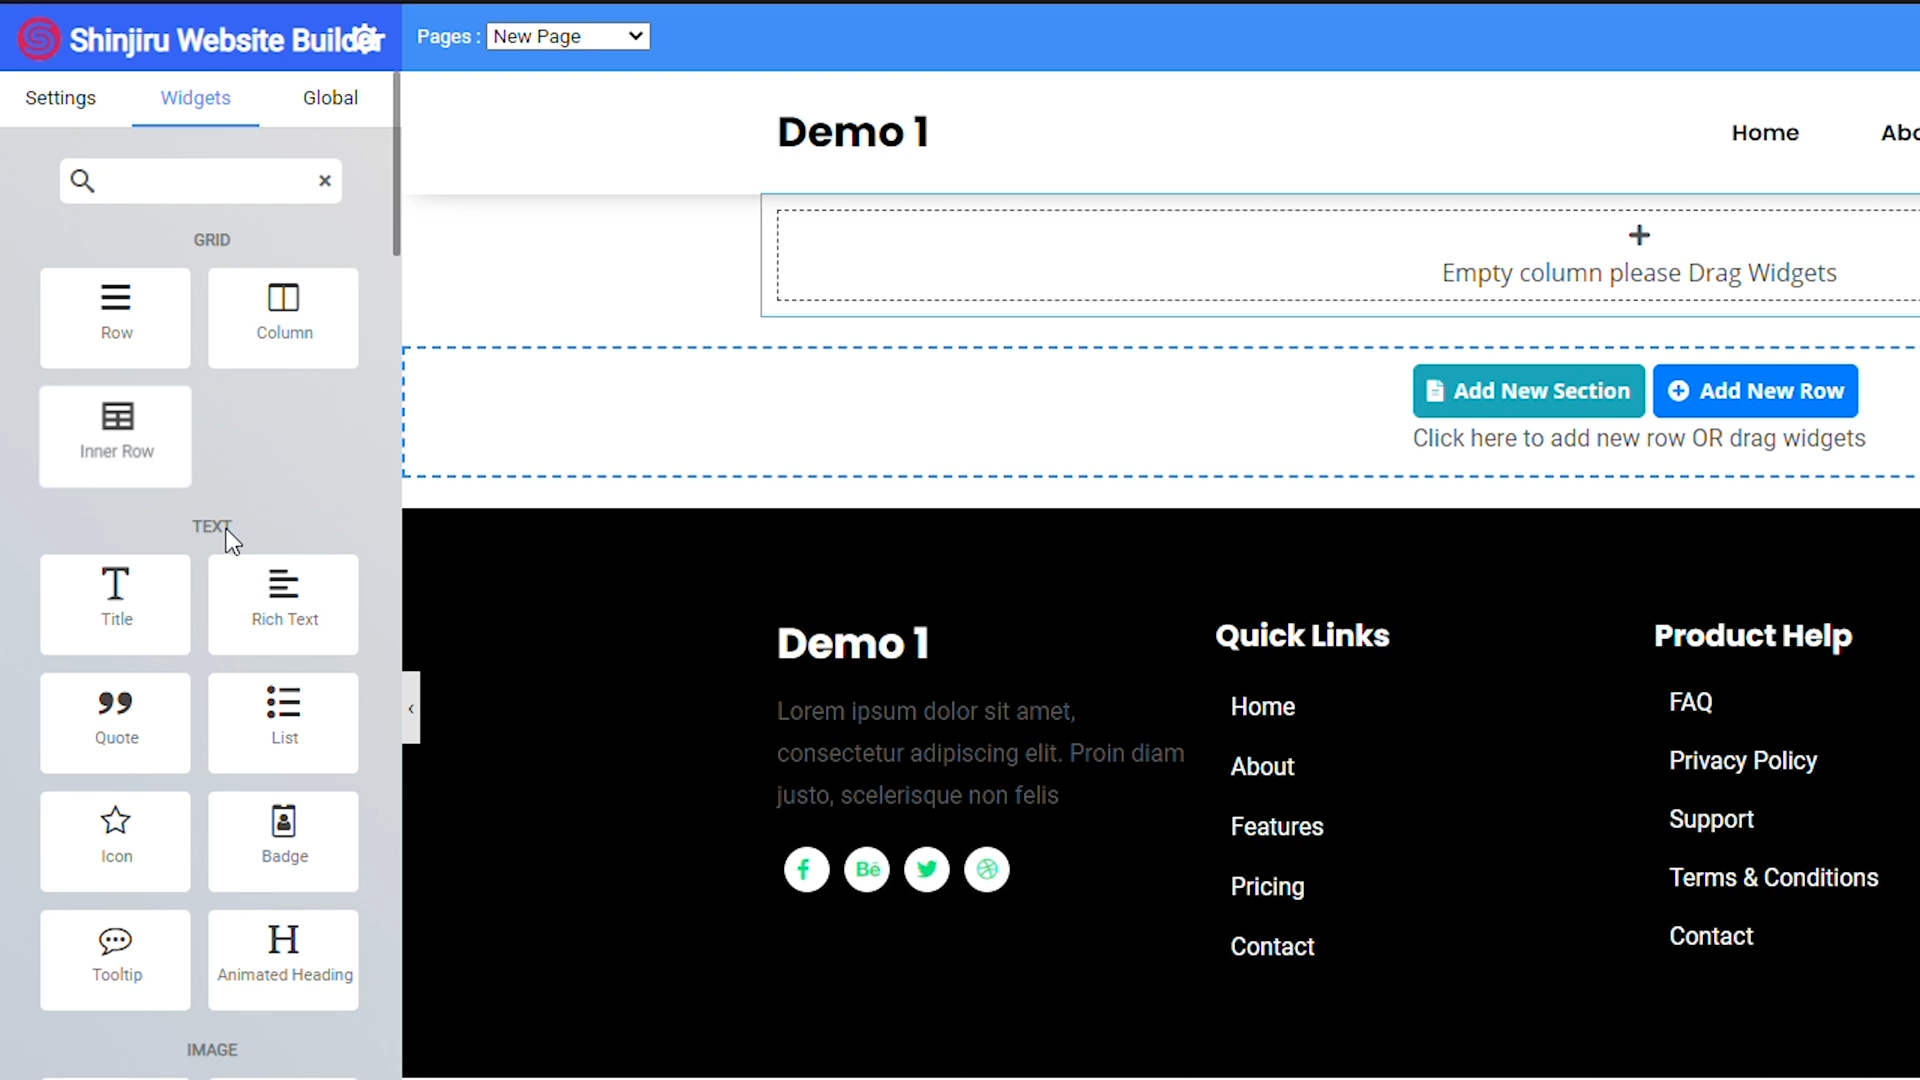 Shinjiru Website Builder
Pages : New Page
Settings Widgets Global
×
GRID
Row Column
Inner Row
TEXT
Title Rich Text
Quote List
Icon Badge
Tooltip Animated Heading
IMAGE
Demo 1
Home
Empty column please Drag Widgets
Add New Section Add New Row
Click here to add new row OR drag widgets
Demo 1
Lorem ipsum dolor sit amet,
consectetur adipiscing elit. Proin diam
justo, scelerisque non felis
Quick Links
Home
About
Features
Pricing
Contact
Product Help
FAQ
Privacy Policy
Support
Terms & Conditions
Contact